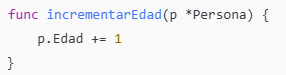 func incrementarEdad(p *Persona) {
    p.Edad += 1
}